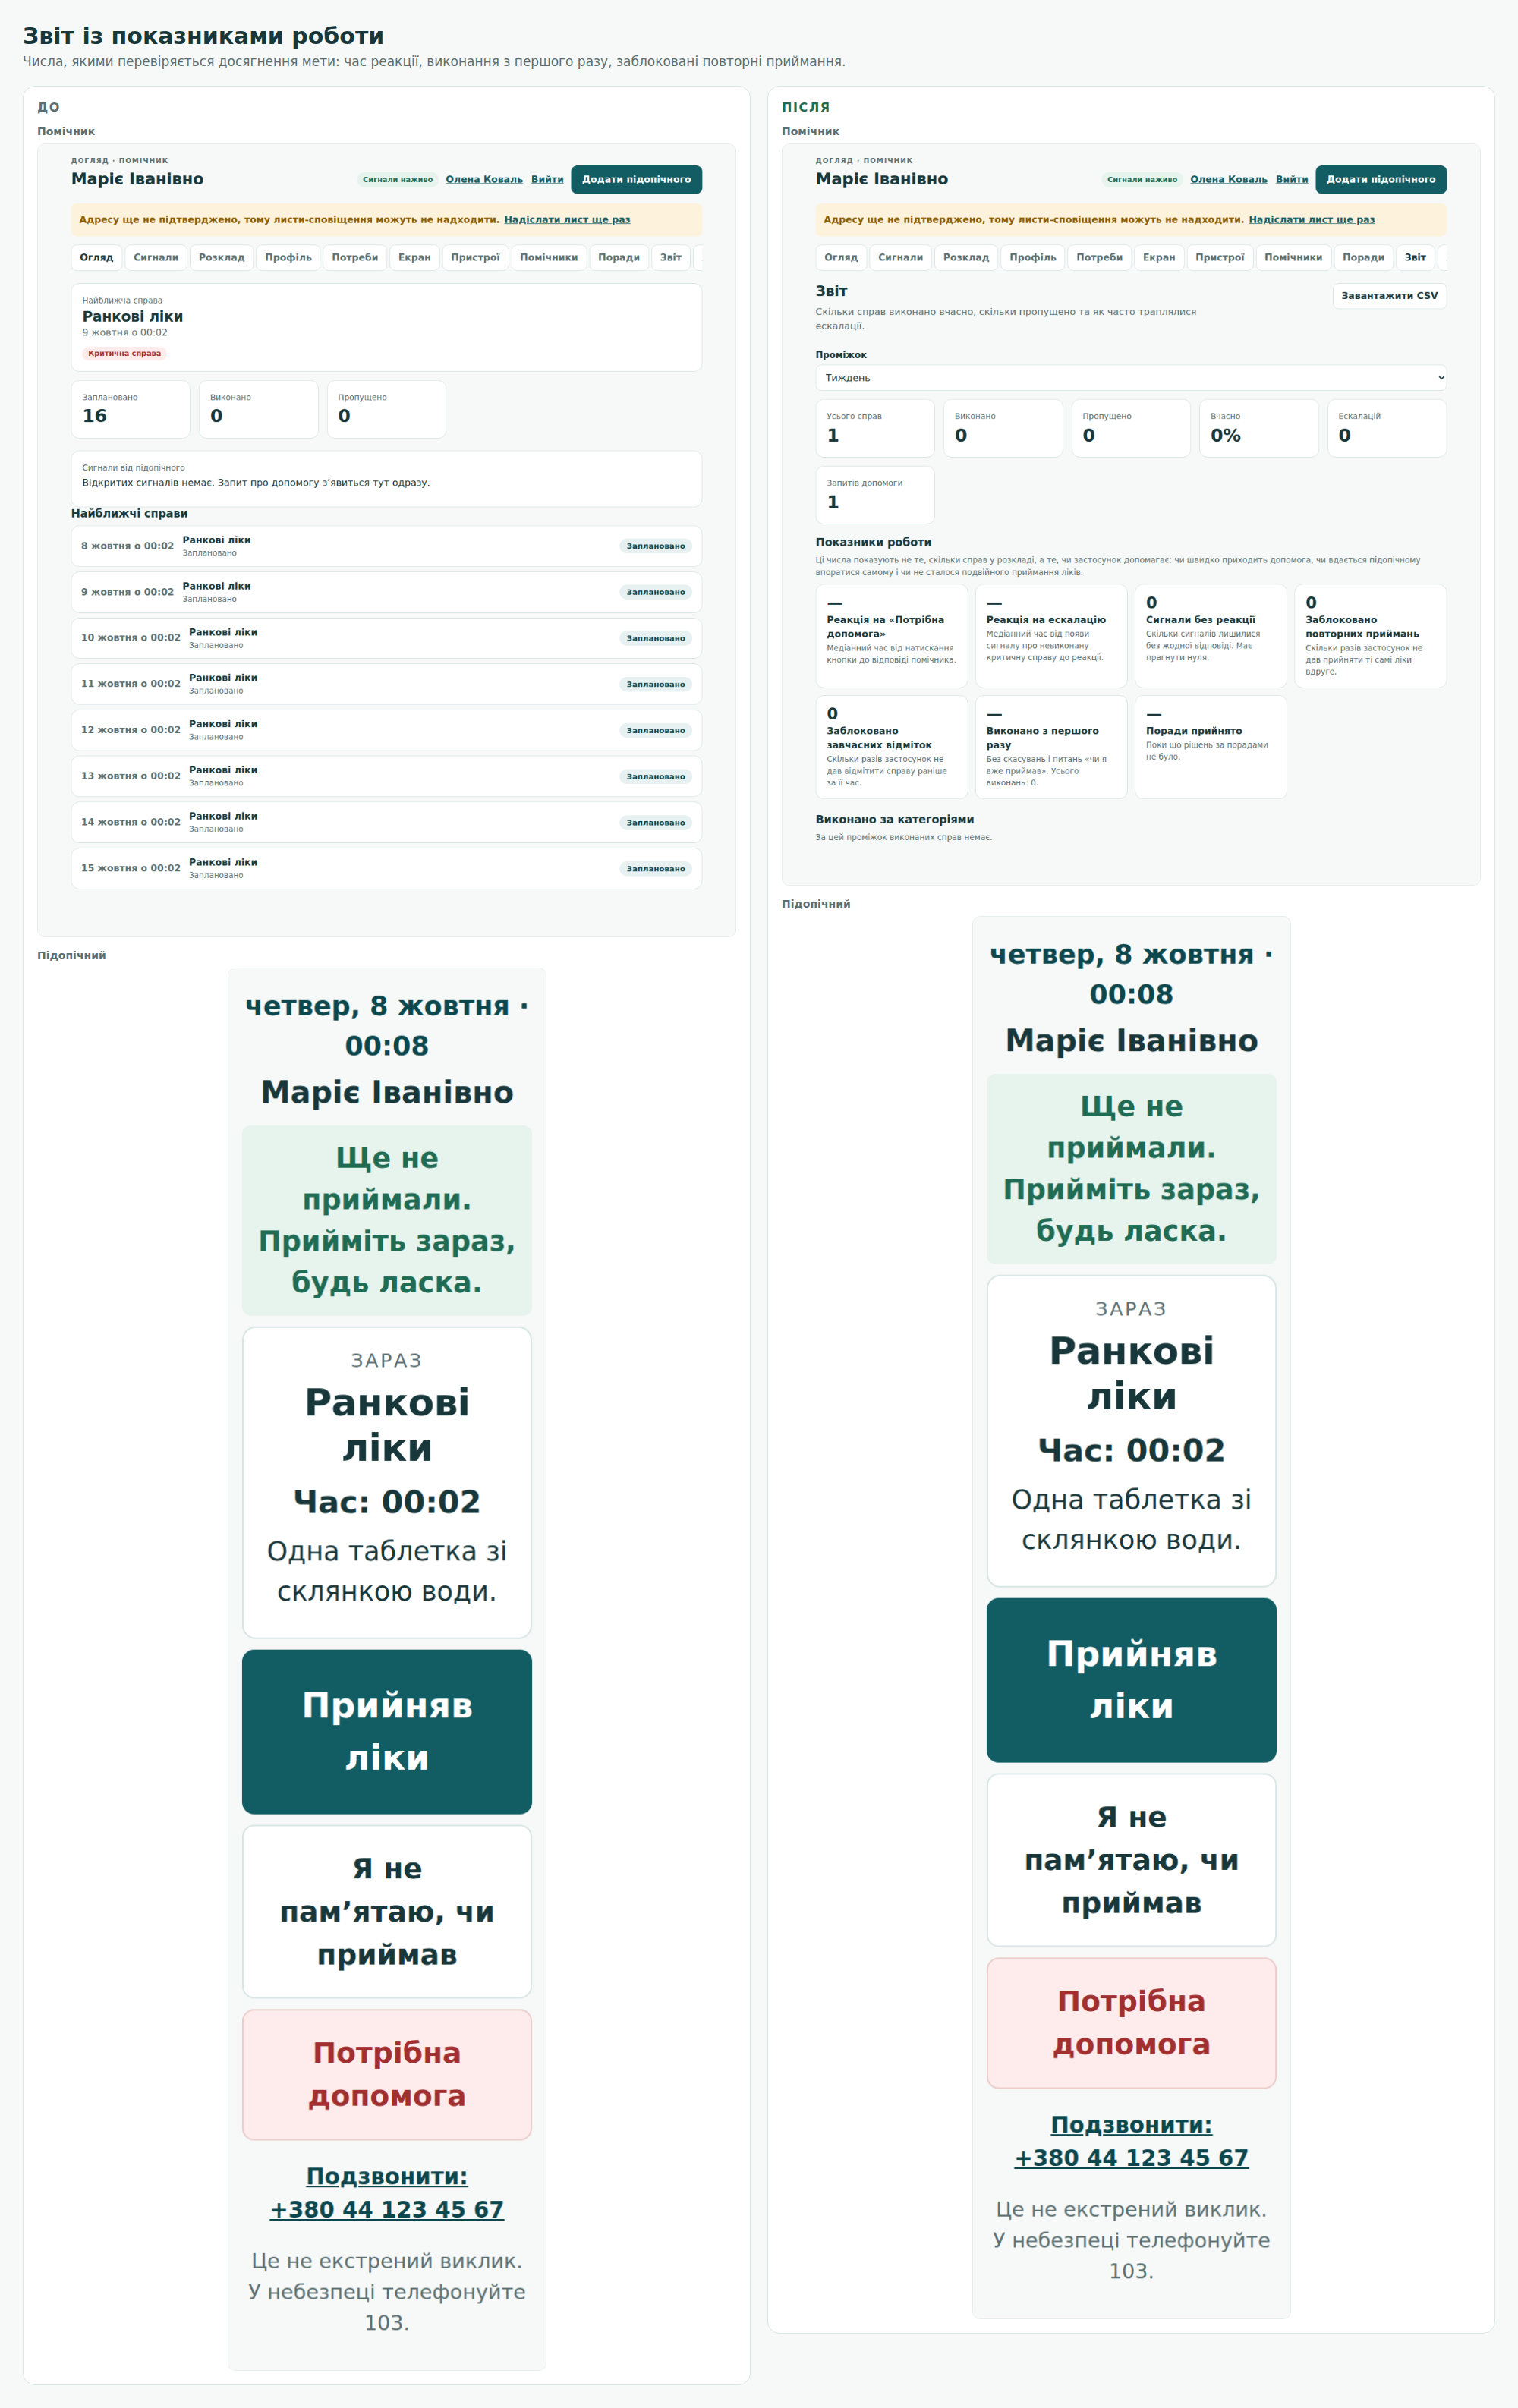 Звіт із показниками роботи
Числа, якими перевіряється досягнення мети: час реакції, виконання з першого разу, заблоковані повторні приймання.
ДО
Помічник
ДОГЛЯД · ПОМІЧНИК
Маріє Іванівно
Сигнали наживо
Олена Коваль
Вийти
Додати підопічного
Адресу ще не підтверджено, тому листи-сповіщення можуть не надходити. Надіслати лист ще раз
Огляд
Сигнали
Розклад
Профіль
Потреби
Екран
Пристрої
Помічники
Поради
Звіт
Найближча справа
Ранкові ліки
9 жовтня о 00:02
Критична справа
Заплановано
16
Виконано
0
Пропущено
0
Сигнали від підопічного
Відкритих сигналів немає. Запит про допомогу з’явиться тут одразу.
Найближчі справи
8 жовтня о 00:02
Ранкові ліки
Заплановано
Заплановано
9 жовтня о 00:02
Ранкові ліки
Заплановано
Заплановано
10 жовтня о 00:02
Ранкові ліки
Заплановано
Заплановано
11 жовтня о 00:02
Ранкові ліки
Заплановано
Заплановано
12 жовтня о 00:02
Ранкові ліки
Заплановано
Заплановано
13 жовтня о 00:02
Ранкові ліки
Заплановано
Заплановано
14 жовтня о 00:02
Ранкові ліки
Заплановано
Заплановано
15 жовтня о 00:02
Ранкові ліки
Заплановано
Заплановано
Підопічний
четвер, 8 жовтня ·
00:08
Маріє Іванівно
Ще не
приймали.
Прийміть зараз,
будь ласка.
ЗАРАЗ
Ранкові
ліки
Час: 00:02
Одна таблетка зі
склянкою води.
Прийняв
ліки
Я не
пам’ятаю, чи
приймав
Потрібна
допомога
Подзвонити:
+380 44 123 45 67
Це не екстрений виклик.
У небезпеці телефонуйте
103.
ПІСЛЯ
Помічник
ДОГЛЯД · ПОМІЧНИК
Маріє Іванівно
Сигнали наживо
Олена Коваль
Вийти
Додати підопічного
Адресу ще не підтверджено, тому листи-сповіщення можуть не надходити. Надіслати лист ще раз
Огляд
Сигнали
Розклад
Профіль
Потреби
Екран
Пристрої
Помічники
Поради
Звіт
Звіт
Завантажити CSV
Скільки справ виконано вчасно, скільки пропущено та як часто траплялися
ескалації.
Проміжок
Тиждень
Усього справ
1
Виконано
0
Пропущено
0
Вчасно
0%
Ескалацій
0
Запитів допомоги
1
Показники роботи
Ці числа показують не те, скільки справ у розкладі, а те, чи застосунок допомагає: чи швидко приходить допомога, чи вдається підопічному
впоратися самому і чи не сталося подвійного приймання ліків.
—
Реакція на «Потрібна
допомога»
Медіанний час від натискання
кнопки до відповіді помічника.
—
Реакція на ескалацію
Медіанний час від появи
сигналу про невиконану
критичну справу до реакції.
0
Сигнали без реакції
Скільки сигналів лишилися
без жодної відповіді. Має
прагнути нуля.
0
Заблоковано
повторних приймань
Скільки разів застосунок не
дав прийняти ті самі ліки
вдруге.
0
Заблоковано
завчасних відміток
Скільки разів застосунок не
дав відмітити справу раніше
за її час.
—
Виконано з першого
разу
Без скасувань і питань «чи я
вже приймав». Усього
виконань: 0.
—
Поради прийнято
Поки що рішень за порадами
не було.
Виконано за категоріями
За цей проміжок виконаних справ немає.
Підопічний
четвер, 8 жовтня ·
00:08
Маріє Іванівно
Ще не
приймали.
Прийміть зараз,
будь ласка.
ЗАРАЗ
Ранкові
ліки
Час: 00:02
Одна таблетка зі
склянкою води.
Прийняв
ліки
Я не
пам’ятаю, чи
приймав
Потрібна
допомога
Подзвонити:
+380 44 123 45 67
Це не екстрений виклик.
У небезпеці телефонуйте
103.